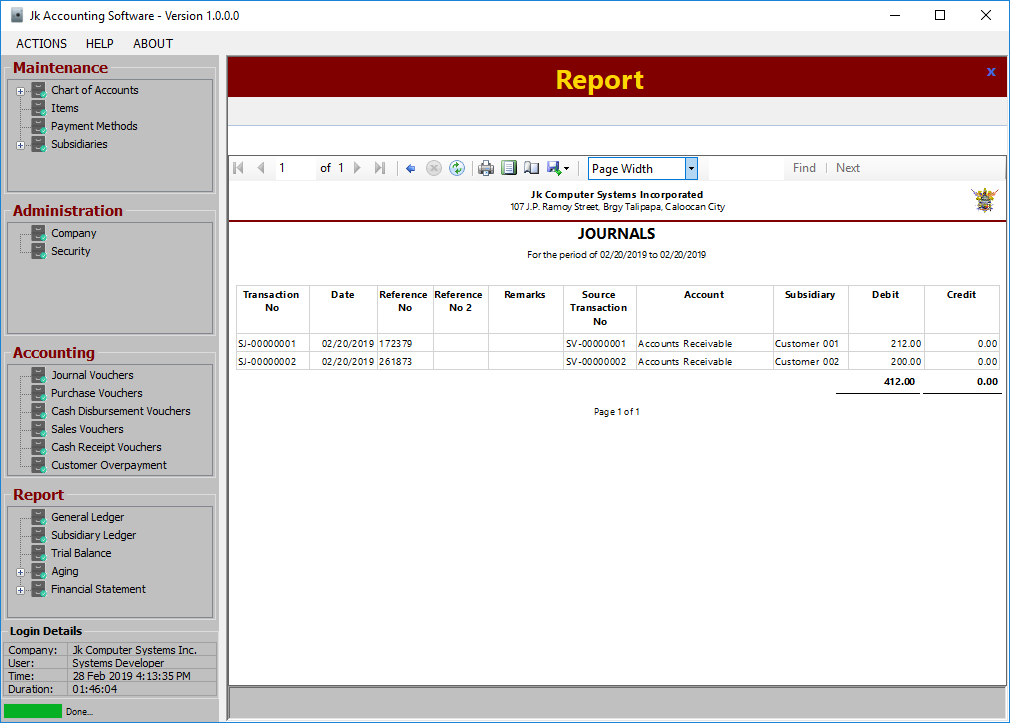 Jk Accounting Software - Version 1.0.0.0
ACTIONS HELP ABOUT
Maintenance
Chart of Accounts
Items
Payment Methods
Subsidiaries
Administration
Company
Security
Accounting
Journal Vouchers
Purchase Vouchers
Cash Disbursement Vouchers
Sales Vouchers
Cash Receipt Vouchers
Customer Overpayment
Report
General Ledger
Subsidiary Ledger
Trial Balance
Aging
Financial Statement
Login Details
Company: Jk Computer Systems Inc.
User: Systems Developer
Time: 28 Feb 2019 4:13:35 PM
Duration: 01:46:04
Done...
Report x
1 of 1 Page Width Find | Next
Jk Computer Systems Incorporated
107 J.P. Ramoy Street, Brgy Talipapa, Caloocan City
JOURNALS
For the period of 02/20/2019 to 02/20/2019
Transaction No Date Reference No Reference No 2 Remarks Source Transaction No Account Subsidiary Debit Credit
SJ-00000001 02/20/2019 172379 SV-00000001 Accounts Receivable Customer 001 212.00 0.00
SJ-00000002 02/20/2019 261873 SV-00000002 Accounts Receivable Customer 002 200.00 0.00
412.00 0.00
Page 1 of 1